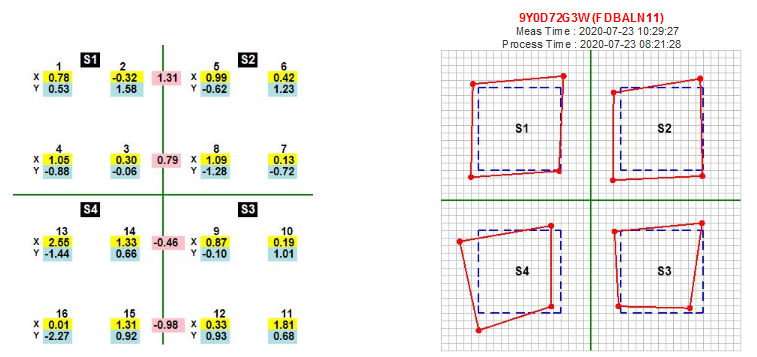 S1 S2
1 2 5 6
X 0.78 -0.32 1.31 X 0.99 0.42
Y 0.53 1.58 Y -0.62 1.23
4 3 8 7
X 1.05 0.30 0.79 X 1.09 0.13
Y -0.88 -0.06 Y -1.28 -0.72
S4 S3
13 14 9 10
X 2.55 1.33 -0.46 X 0.87 0.19
Y -1.44 0.66 Y -0.10 1.01
16 15 12 11
X 0.01 1.31 -0.98 X 0.33 1.81
Y -2.27 0.92 Y 0.93 0.68
9Y0D72G3W(FDBALN11)
Meas Time : 2020-07-23 10:29:27
Process Time : 2020-07-23 08:21:28
S1 S2
S4 S3